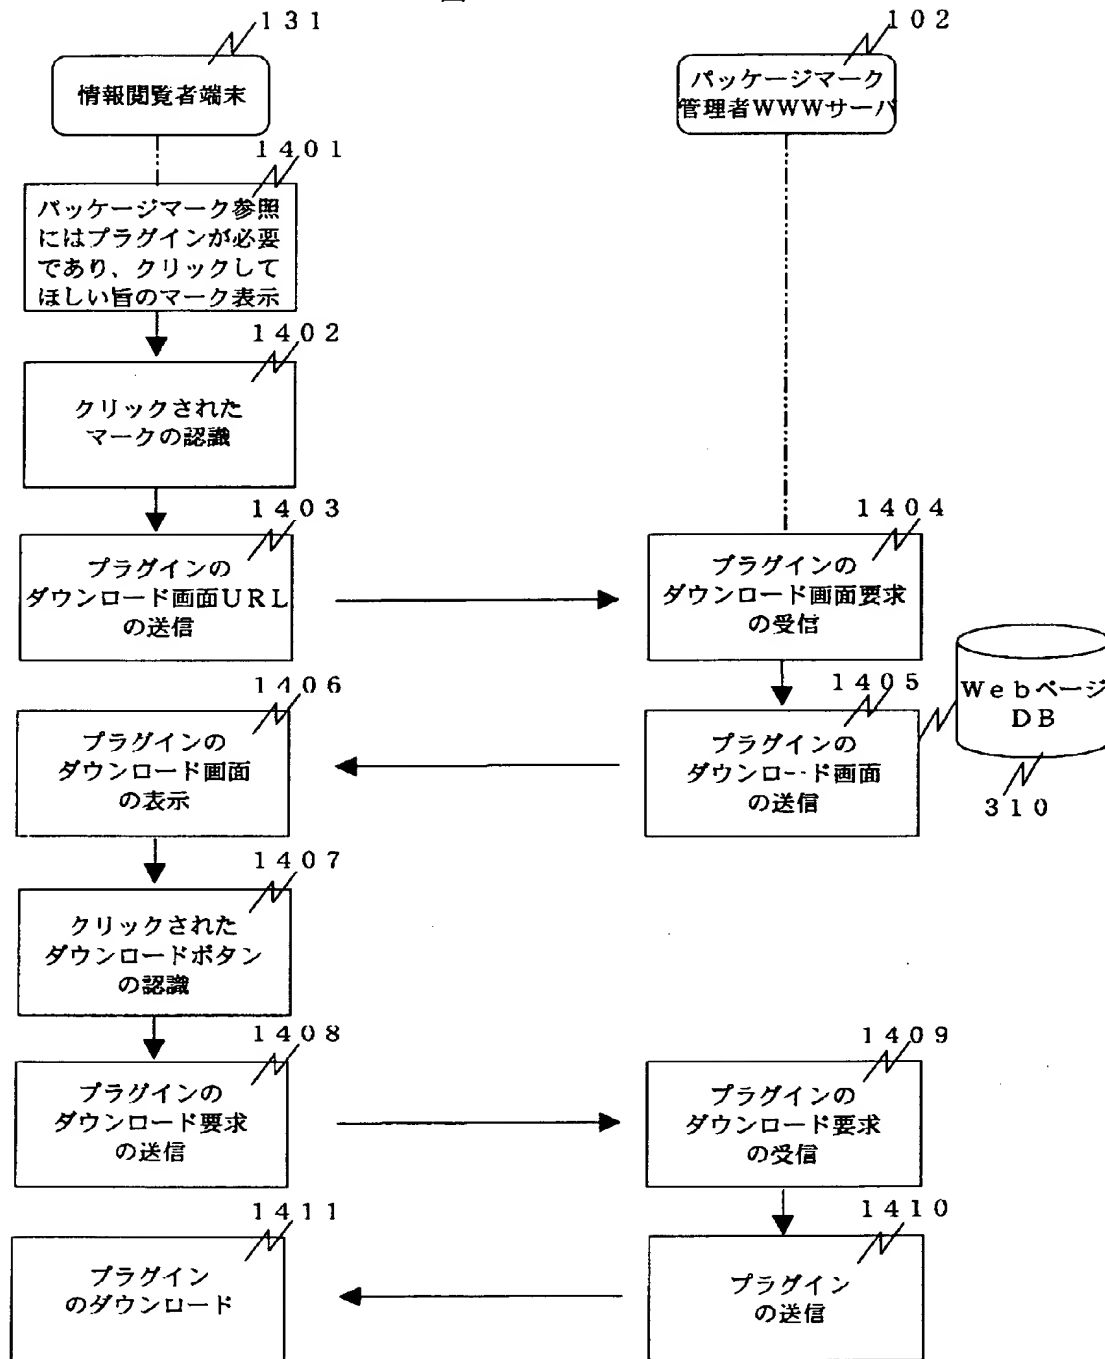 131
102
情報閲覧者端末
パッケージマーク
管理者WWWサーバ
1401
パッケージマーク参照
にはプラグインが必要
であり、クリックして
ほしい旨のマーク表示
1402
クリックされた
マークの認識
1403
プラグインの
ダウンロード画面URL
の送信
1404
プラグインの
ダウンロード画面要求
の受信
1405
プラグインの
ダウンロード画面
の送信
Webページ
DB
310
1406
プラグインの
ダウンロード画面
の表示
1407
クリックされた
ダウンロードボタン
の認識
1408
プラグインの
ダウンロード要求
の送信
1409
プラグインの
ダウンロード要求
の受信
1410
プラグイン
の送信
1411
プラグイン
のダウンロード